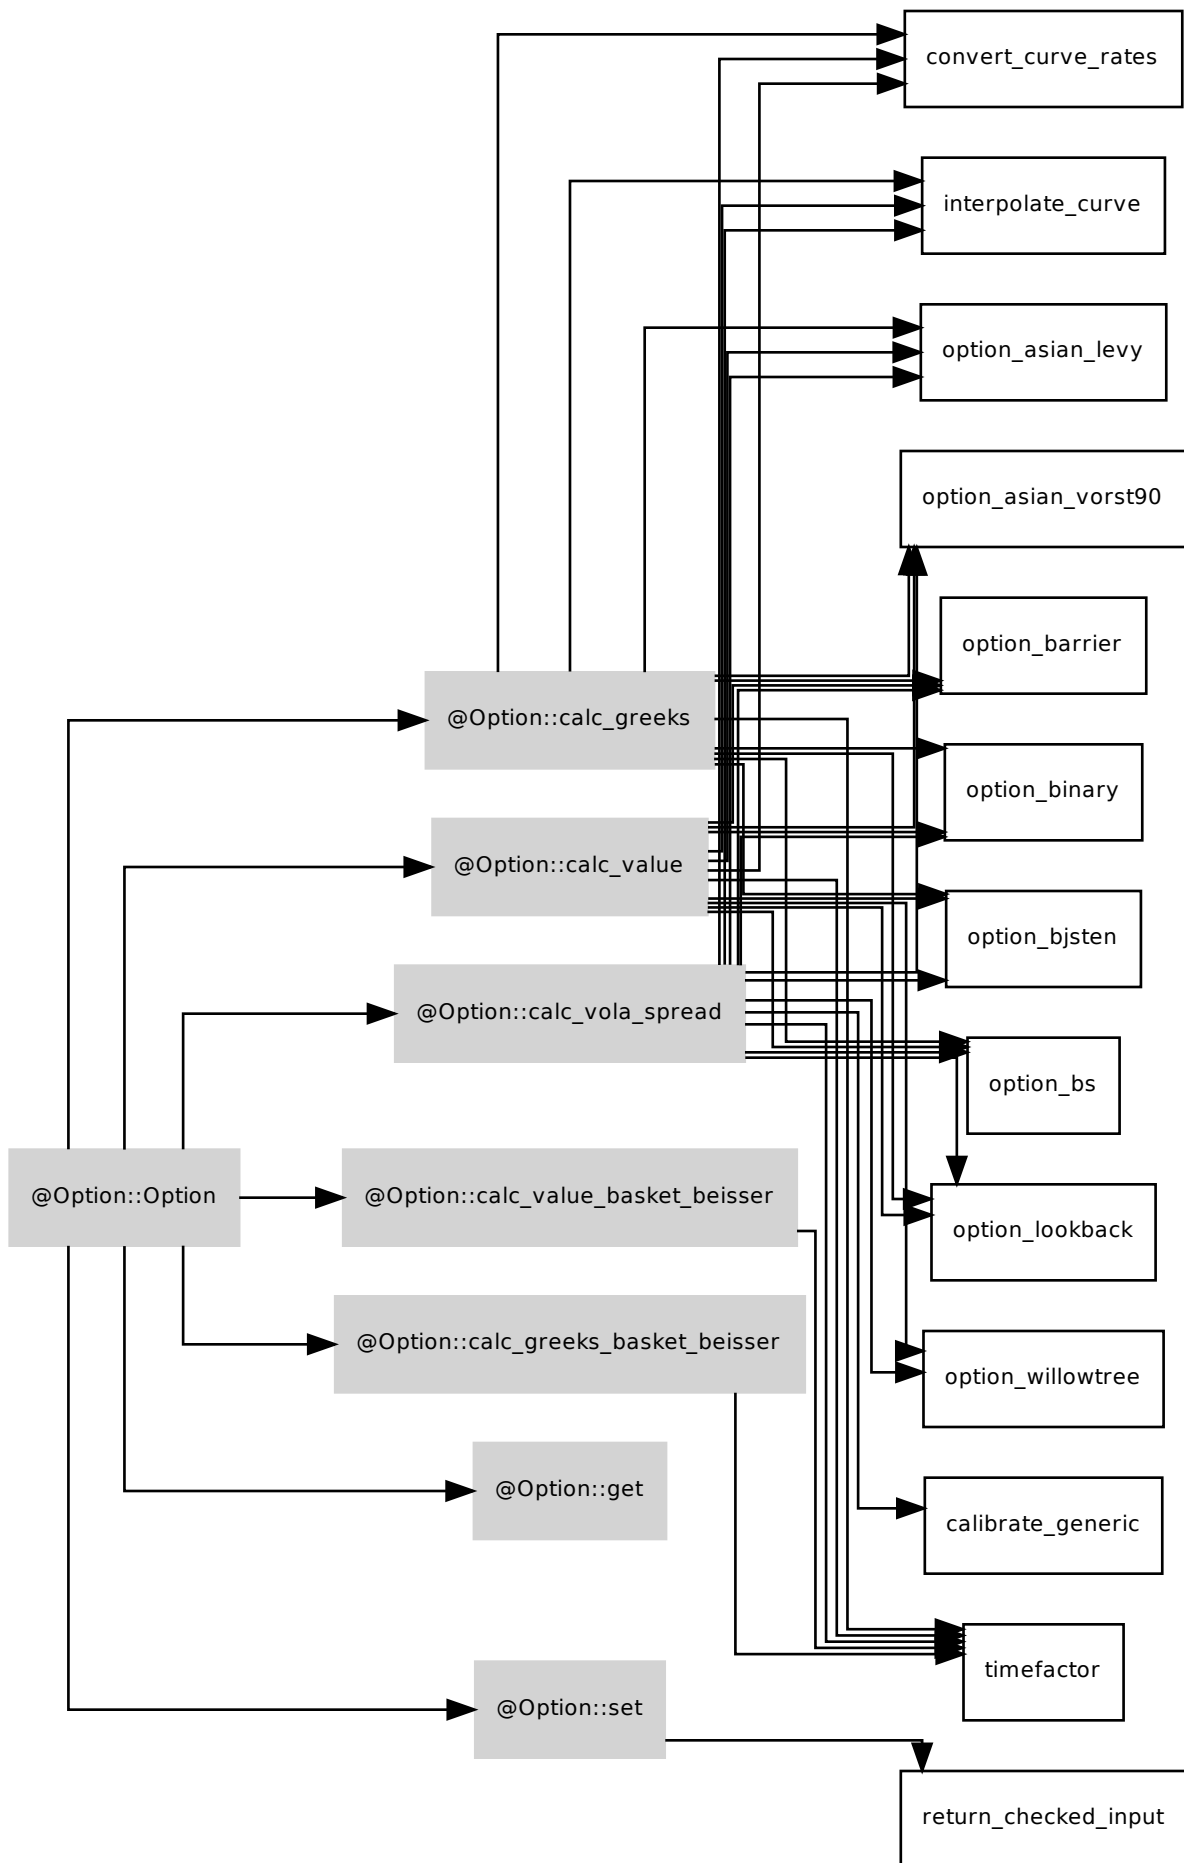 convert_curve_rates
interpolate_curve
option_asian_levy
option_asian_vorst90
option_barrier
@Option::calc_greeks
option_binary
@Option::calc_value
option_bjsten
@Option::calc_vola_spread
option_bs
@Option::Option
@Option::calc_value_basket_beisser
option_lookback
@Option::calc_greeks_basket_beisser
option_willowtree
@Option::get
calibrate_generic
timefactor
@Option::set
return_checked_input